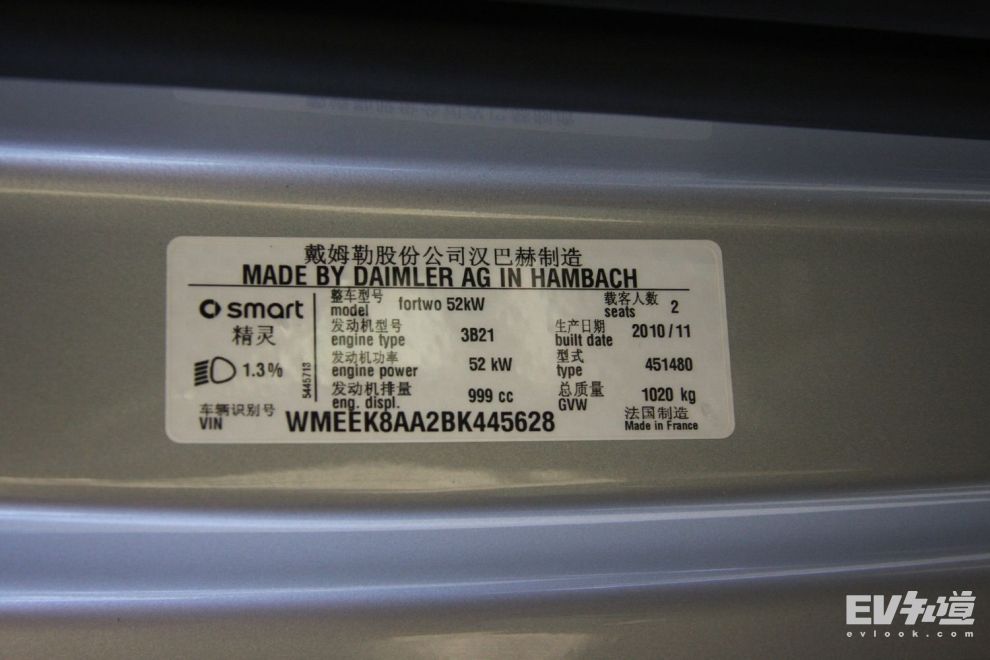 戴姆勒股份公司汉巴赫制造
MADE BY DAIMLER AG IN HAMBACH
smart
精灵
1.3%
5445713
整车型号 model fortwo 52kW
载客人数 seats 2
发动机型号 engine type 3B21
生产日期 built date 2010/11
发动机功率 engine power 52 kW
型式 type 451480
发动机排量 eng. displ. 999 cc
总质量 GVW 1020 kg
车辆识别号 VIN WMEEK8AA2BK445628
法国制造
Made in France
EV知道
evlook.com